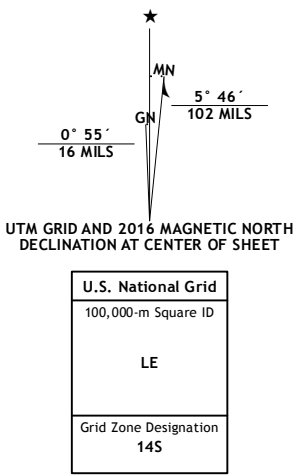 ★
MN
GN
5° 46´
102 MILS
0° 55´
16 MILS
UTM GRID AND 2016 MAGNETIC NORTH
DECLINATION AT CENTER OF SHEET
U.S. National Grid
100,000-m Square ID
LE
Grid Zone Designation
14S